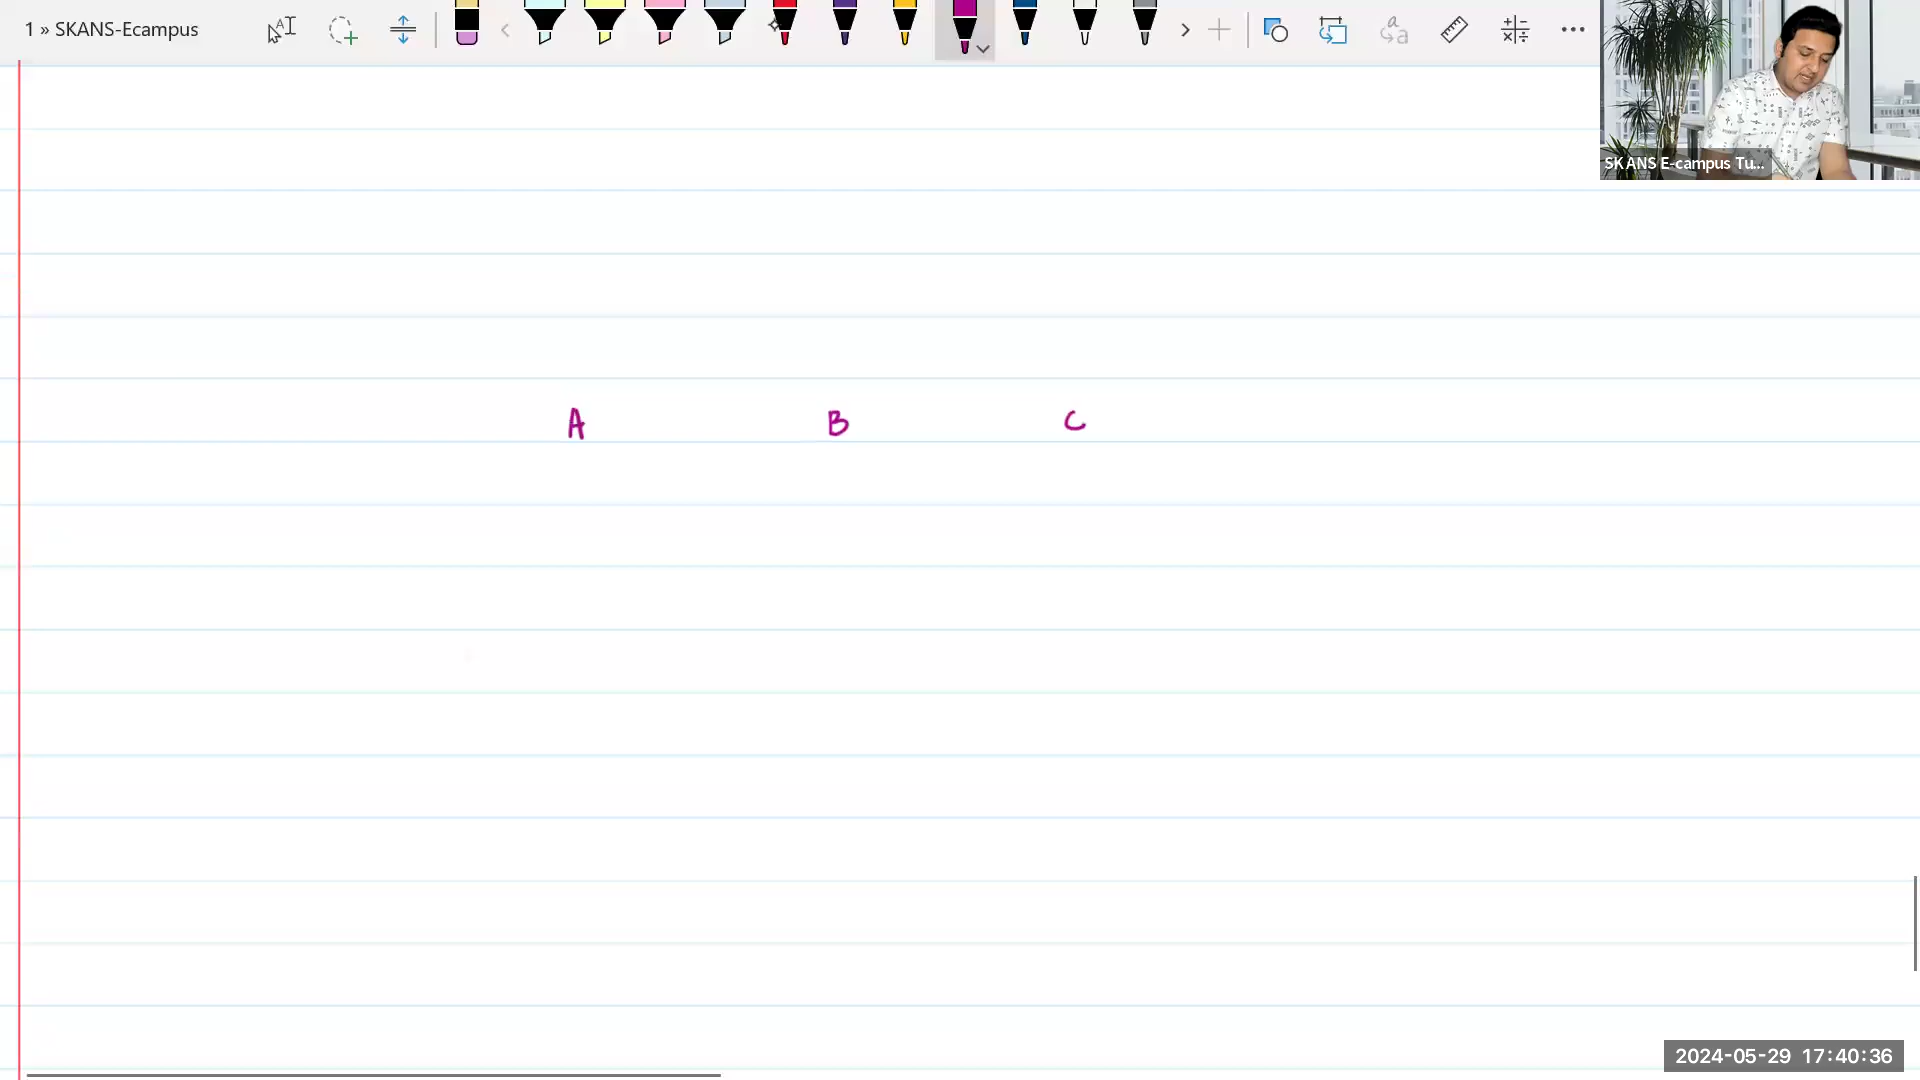 1 » SKANS-Ecampus
SKANS E-campus Tu...
A B C
2024-05-29 17:40:36